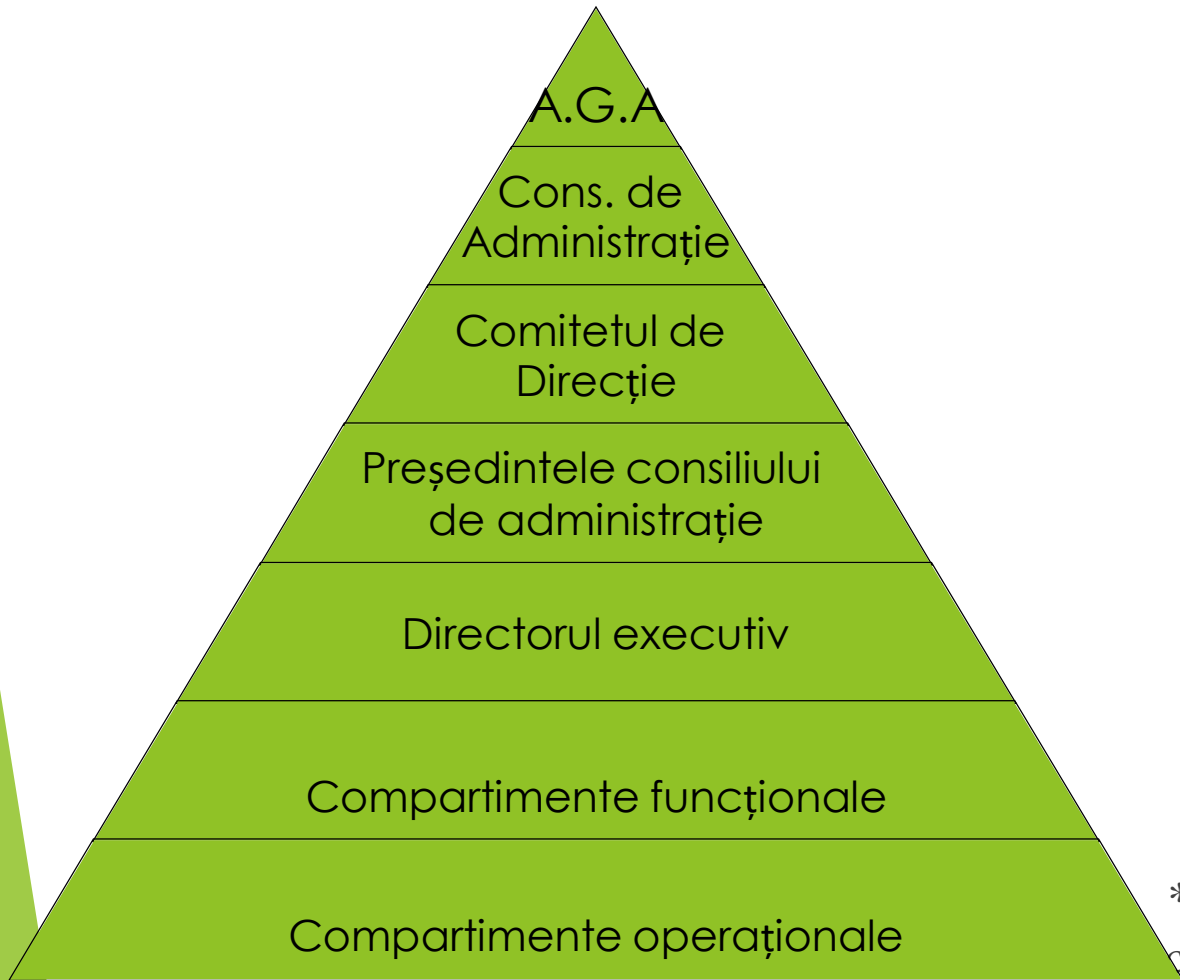 A.G.A
Cons. de
Administrație
Comitetul de
Direcție
Președintele consiliului
de administrație
Directorul executiv
Compartimente funcționale
Compartimente operaționale
*